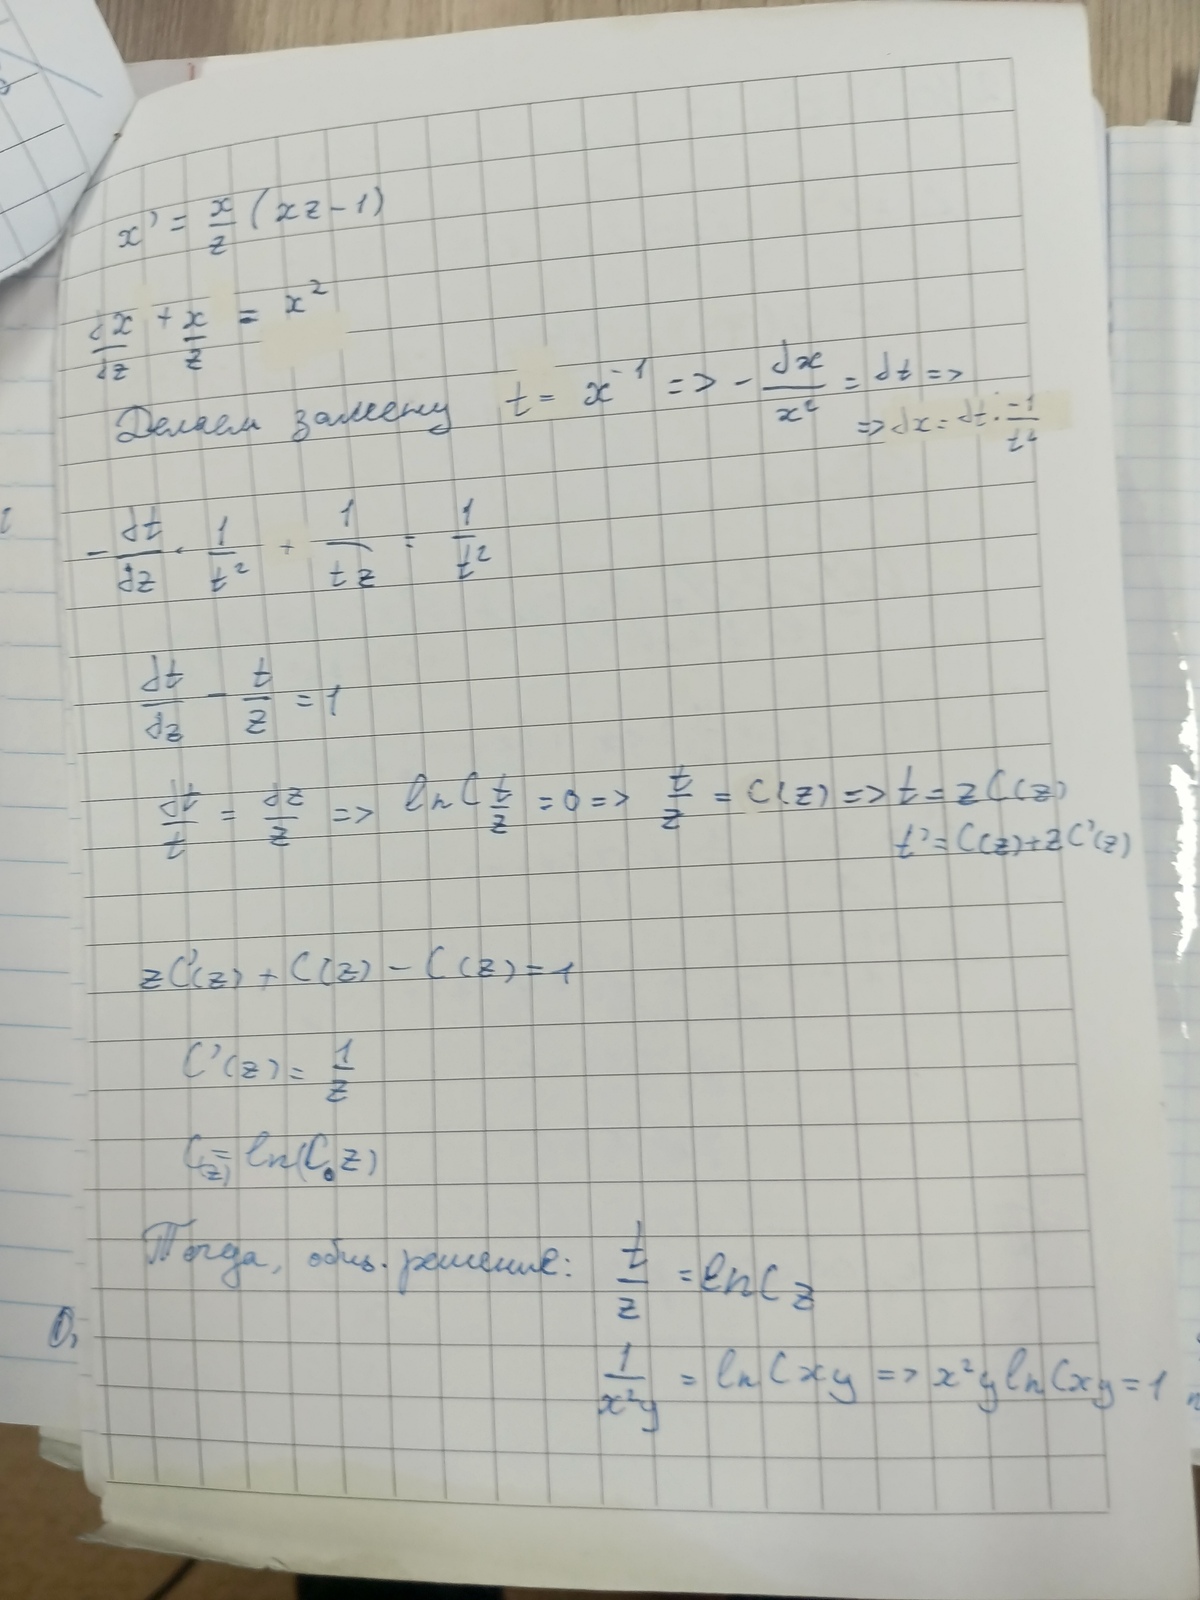 x' = x/z (xz-1)
dx/dz + x/z = x²
Делаем замену t = x⁻¹ => - dx/x² = dt =>
=> dx = dt · -1/t²
- dt/dz · 1/t² + 1/tz = 1/t²
dt/dz - t/z = 1
dt/t = dz/z => ln C t/z = 0 => t/z = C(z) => t = zC(z)
t' = C(z)+zC'(z)
zC'(z) + C(z) - C(z) = 1
C'(z) = 1/z
C(z) = ln(C₀z)
Тогда, общ. решение: t/z = ln Cz
1/x²y = ln Cxy => x²y ln Cxy = 1